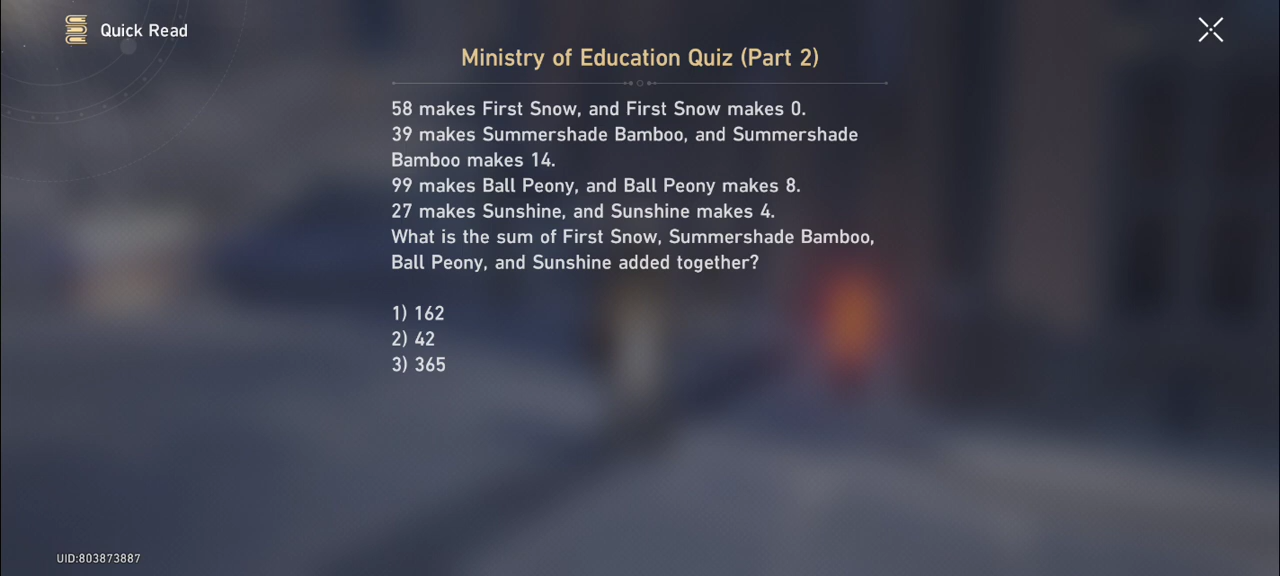 Quick Read
Ministry of Education Quiz (Part 2)
58 makes First Snow, and First Snow makes 0.
39 makes Summershade Bamboo, and Summershade
Bamboo makes 14.
99 makes Ball Peony, and Ball Peony makes 8.
27 makes Sunshine, and Sunshine makes 4.
What is the sum of First Snow, Summershade Bamboo,
Ball Peony, and Sunshine added together?
1) 162
2) 42
3) 365
UID:803873887